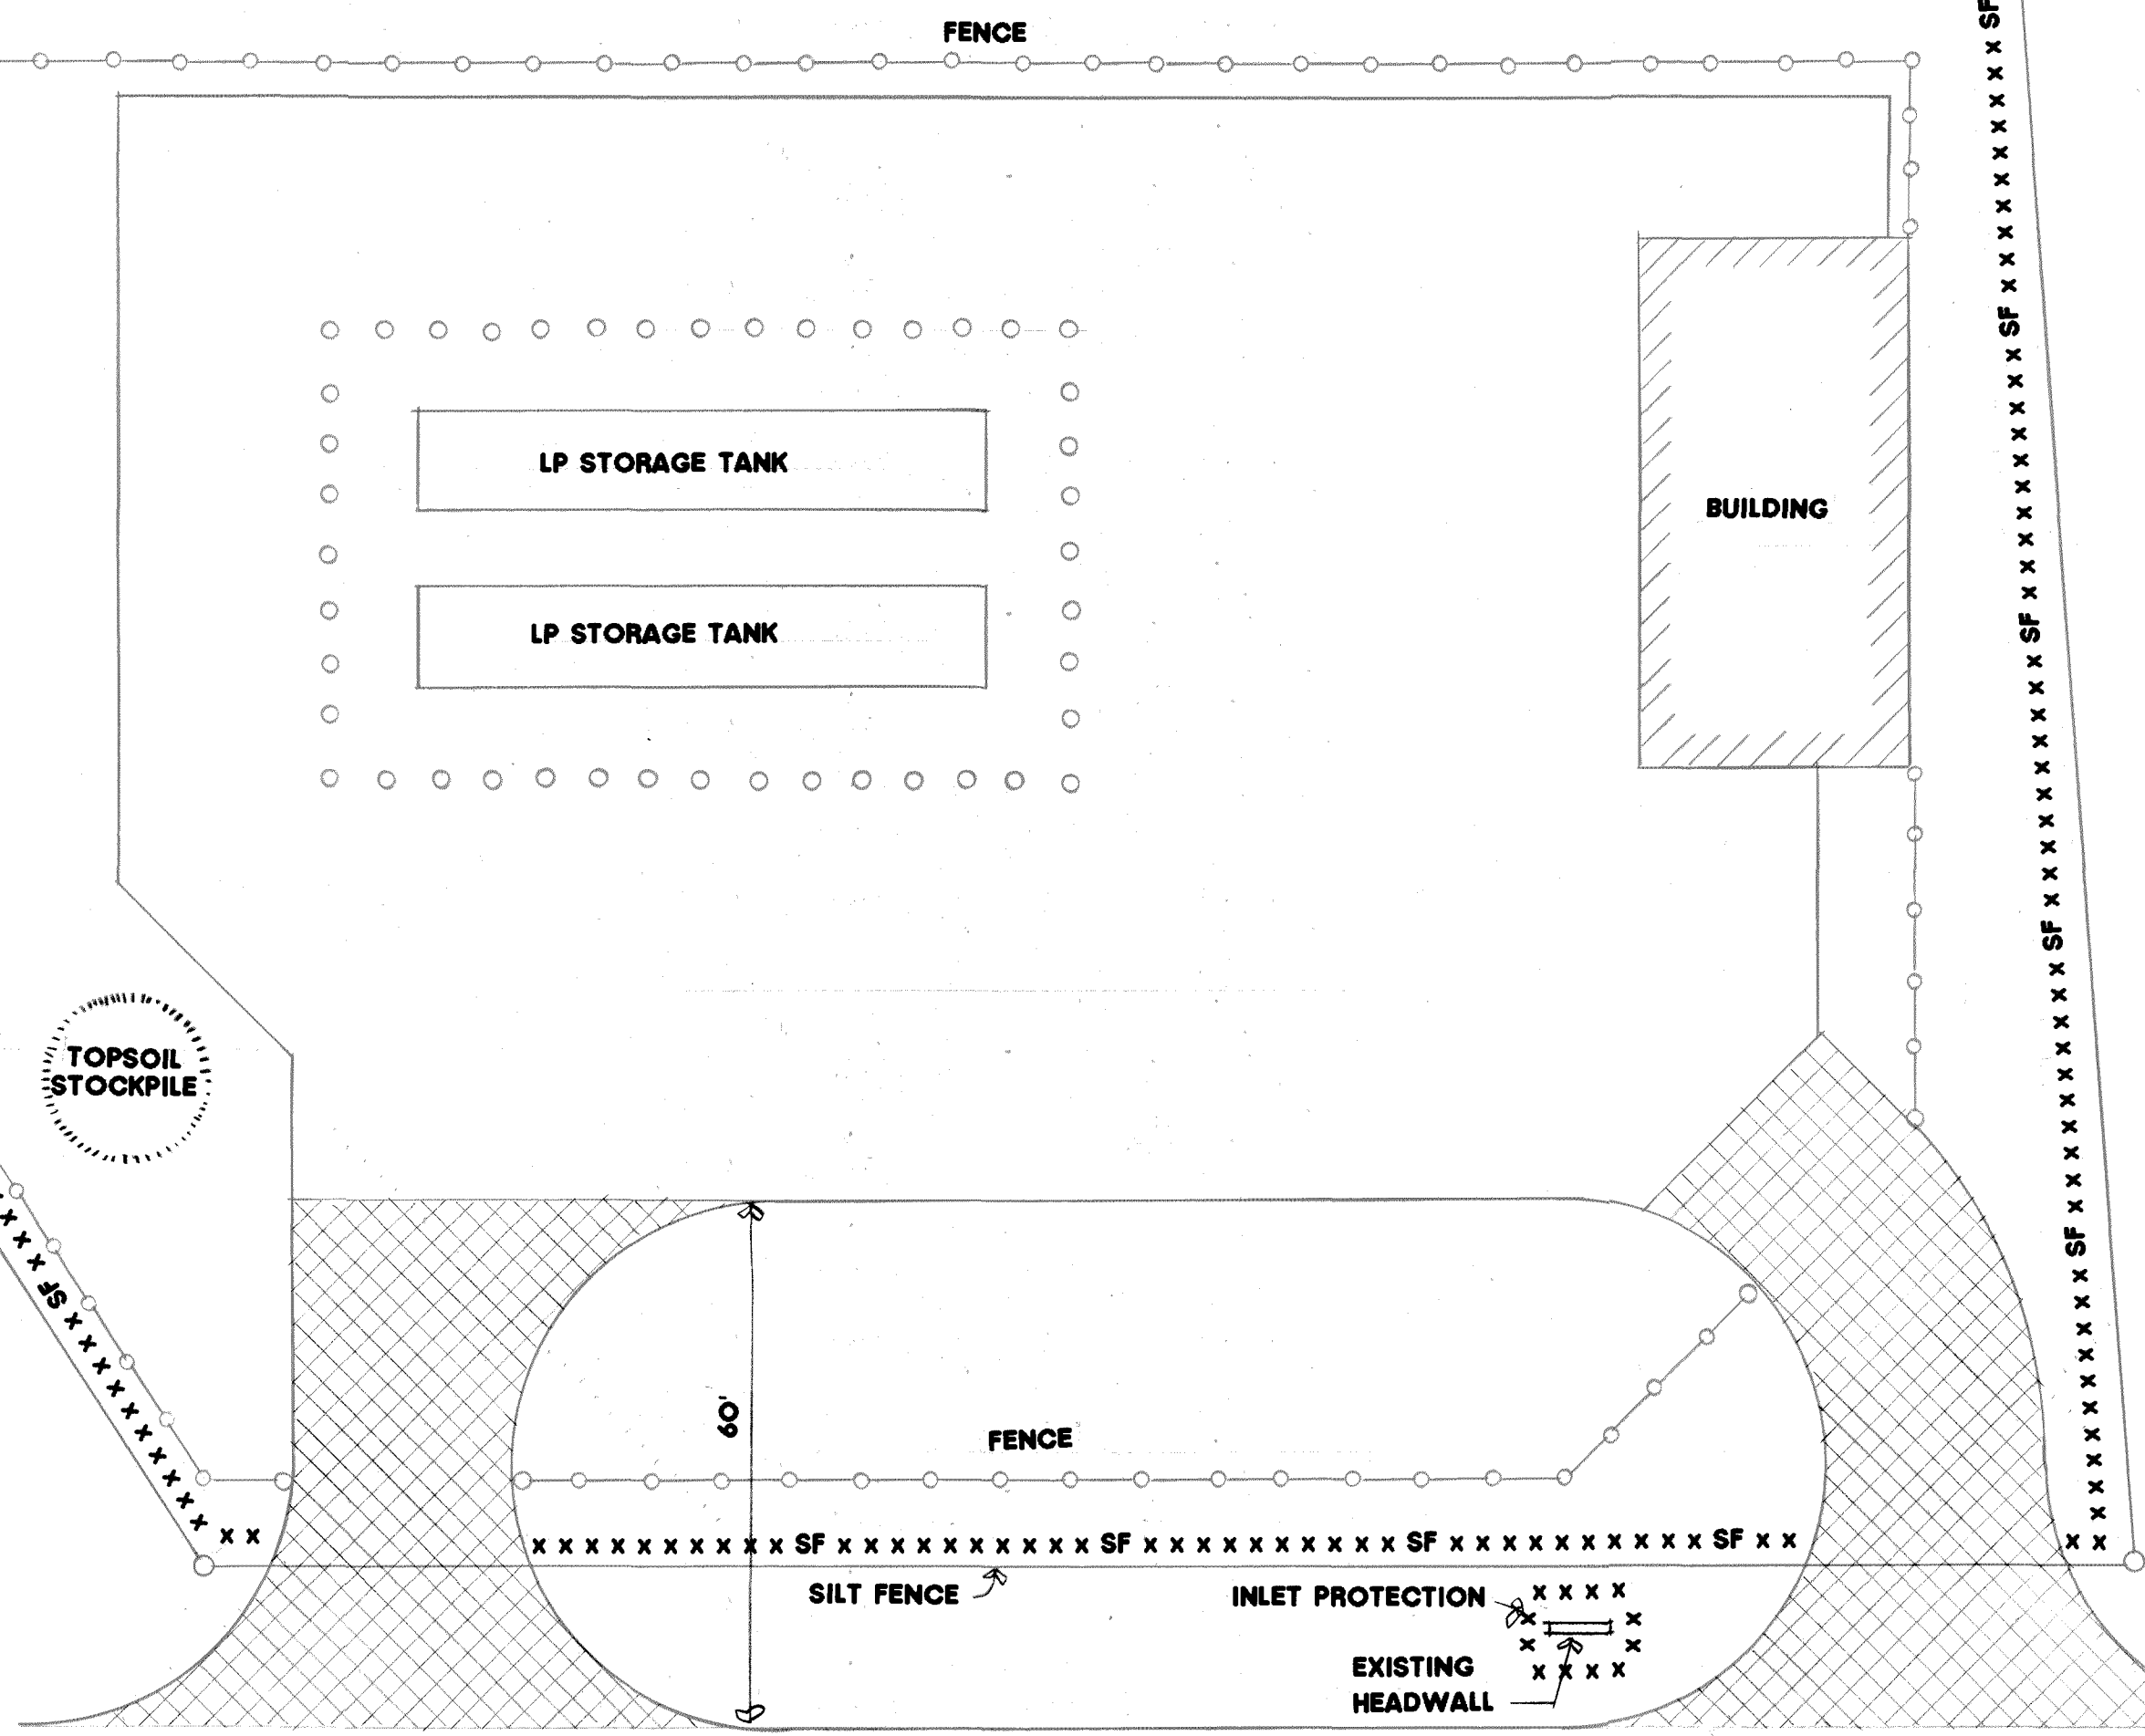 FENCE
SF
x x x x x x x x x x SF x x x x x x x x x x SF x x x x x x x x x x SF x x x x x x x x x x SF x x x x x x x x x x
x x
LP STORAGE TANK
LP STORAGE TANK
BUILDING
TOPSOIL
STOCKPILE
x x x SF x x x x x x x x x x
x x
60'
FENCE
x x x x x x x x x x SF x x x x x x x x x x SF x x x x x x x x x x SF x x x x x x x x x x SF x x
SILT FENCE
INLET PROTECTION
x x x x
x x
x x
x x x x
EXISTING
HEADWALL